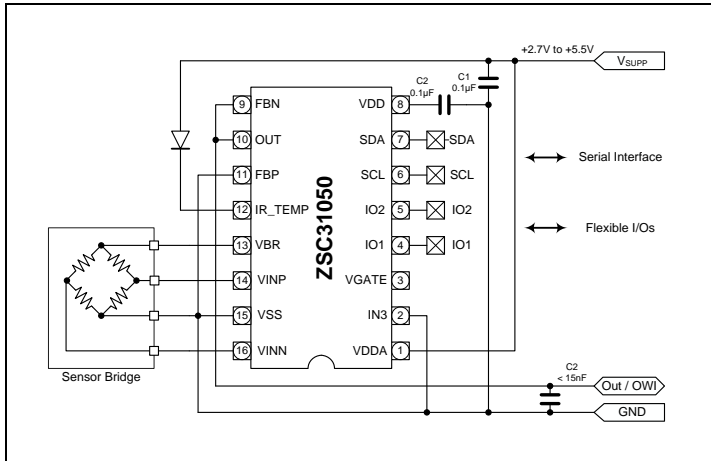 +2.7V to +5.5V
VSUPP
C2
0.1µF
C1
0.1µF
9 FBN VDD 8
10 OUT SDA 7 SDA
11 FBP SCL 6 SCL
12 IR_TEMP IO2 5 IO2
13 VBR IO1 4 IO1
14 VINP VGATE 3
15 VSS IN3 2
16 VINN VDDA 1
ZSC31050
Serial Interface
Flexible I/Os
Sensor Bridge
C2
< 15nF
Out / OWI
GND